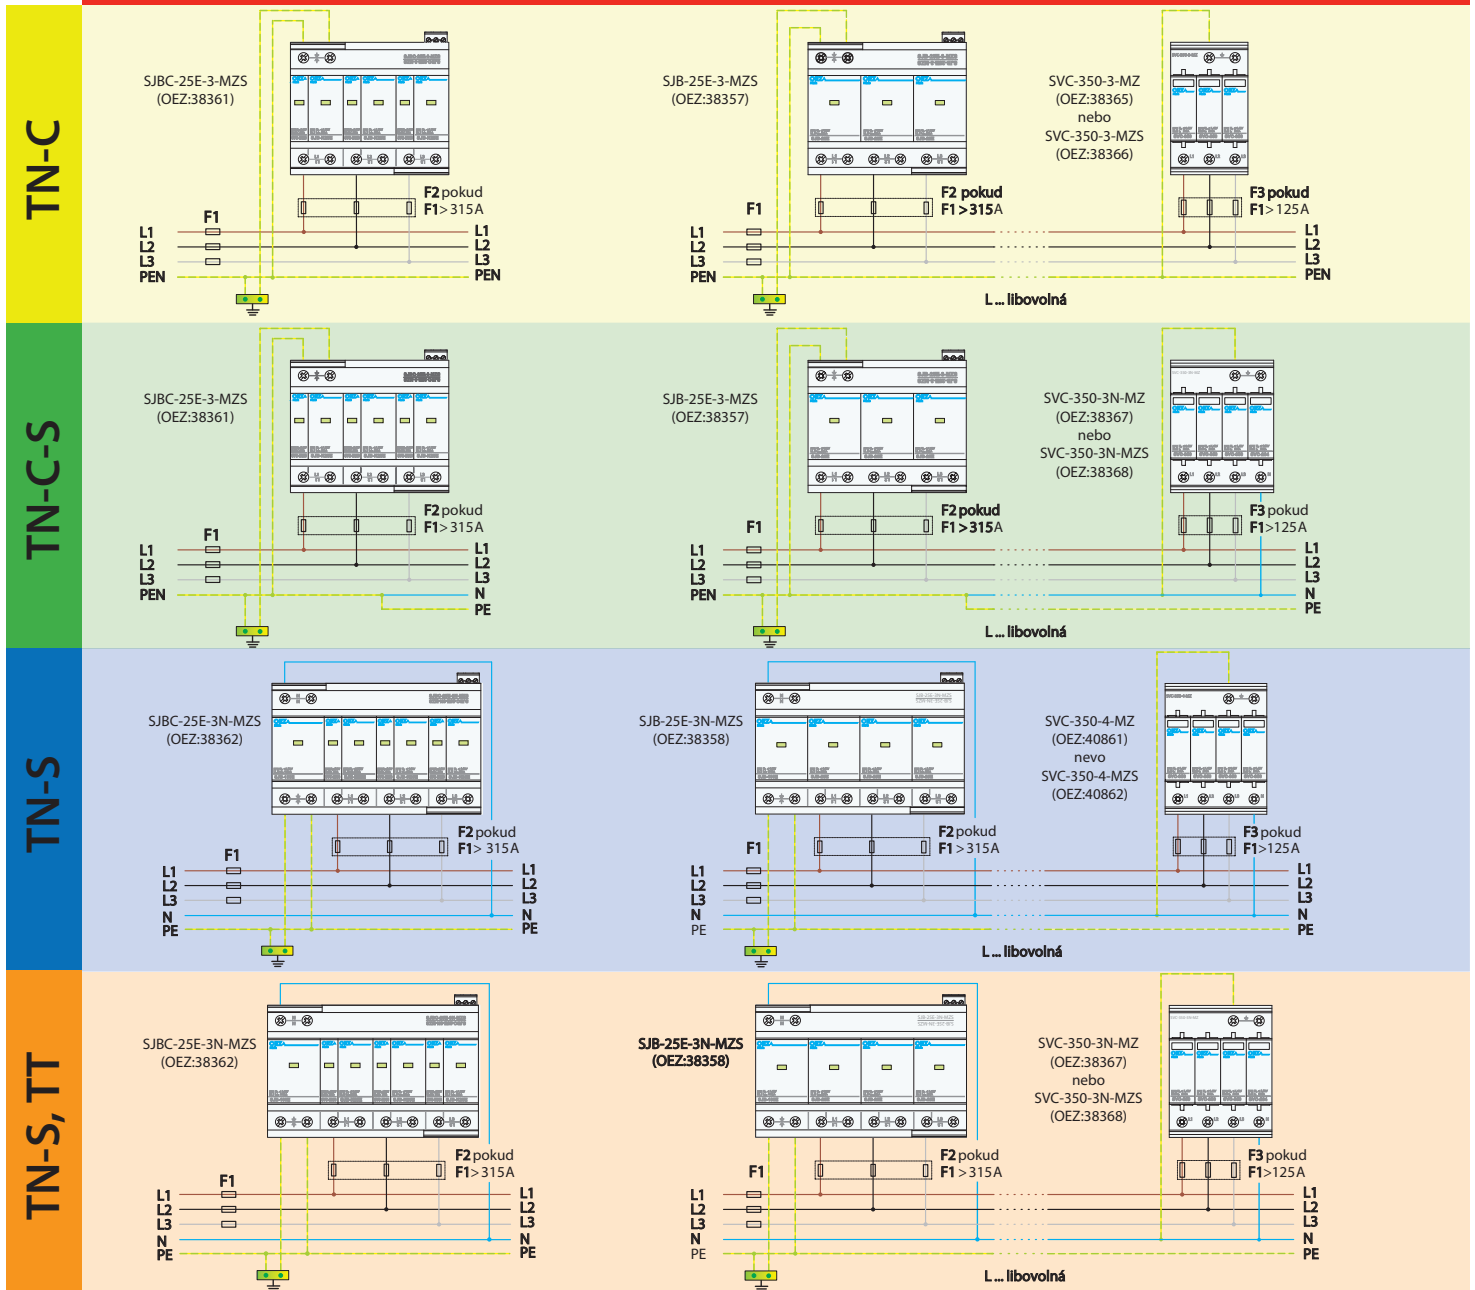 TN-C
SJBC-25E-3-MZS
(OEZ:38361)
F2 pokud
F1>315A
F1
L1
L2
L3
PEN
L1
L2
L3
PEN
SJB-25E-3-MZS
(OEZ:38357)
F2 pokud
F1>315A
SVC-350-3-MZ
(OEZ:38365)
nebo
SVC-350-3-MZS
(OEZ:38366)
F3 pokud
F1>125A
F1
L1
L2
L3
PEN
L1
L2
L3
PEN
L ... libovolná
TN-C-S
SJBC-25E-3-MZS
(OEZ:38361)
F2 pokud
F1>315A
F1
L1
L2
L3
PEN
L1
L2
L3
N
PE
SJB-25E-3-MZS
(OEZ:38357)
F2 pokud
F1>315A
SVC-350-3N-MZ
(OEZ:38367)
nebo
SVC-350-3N-MZS
(OEZ:38368)
F3 pokud
F1>125A
F1
L1
L2
L3
PEN
L1
L2
L3
N
PE
L ... libovolná
TN-S
SJBC-25E-3N-MZS
(OEZ:38362)
F2 pokud
F1> 315A
F1
L1
L2
L3
N
PE
L1
L2
L3
N
PE
SJB-25E-3N-MZS
(OEZ:38358)
F2 pokud
F1>315A
SVC-350-4-MZ
(OEZ:40861)
nevo
SVC-350-4-MZS
(OEZ:40862)
F3 pokud
F1>125A
F1
L1
L2
L3
N
PE
L1
L2
L3
N
PE
L ... libovolná
TN-S, TT
SJBC-25E-3N-MZS
(OEZ:38362)
F2 pokud
F1>315A
F1
L1
L2
L3
N
PE
L1
L2
L3
N
PE
SJB-25E-3N-MZS
(OEZ:38358)
F2 pokud
F1>315A
SVC-350-3N-MZ
(OEZ:38367)
nebo
SVC-350-3N-MZS
(OEZ:38368)
F3 pokud
F1>125A
F1
L1
L2
L3
N
PE
L1
L2
L3
N
PE
L ... libovolná